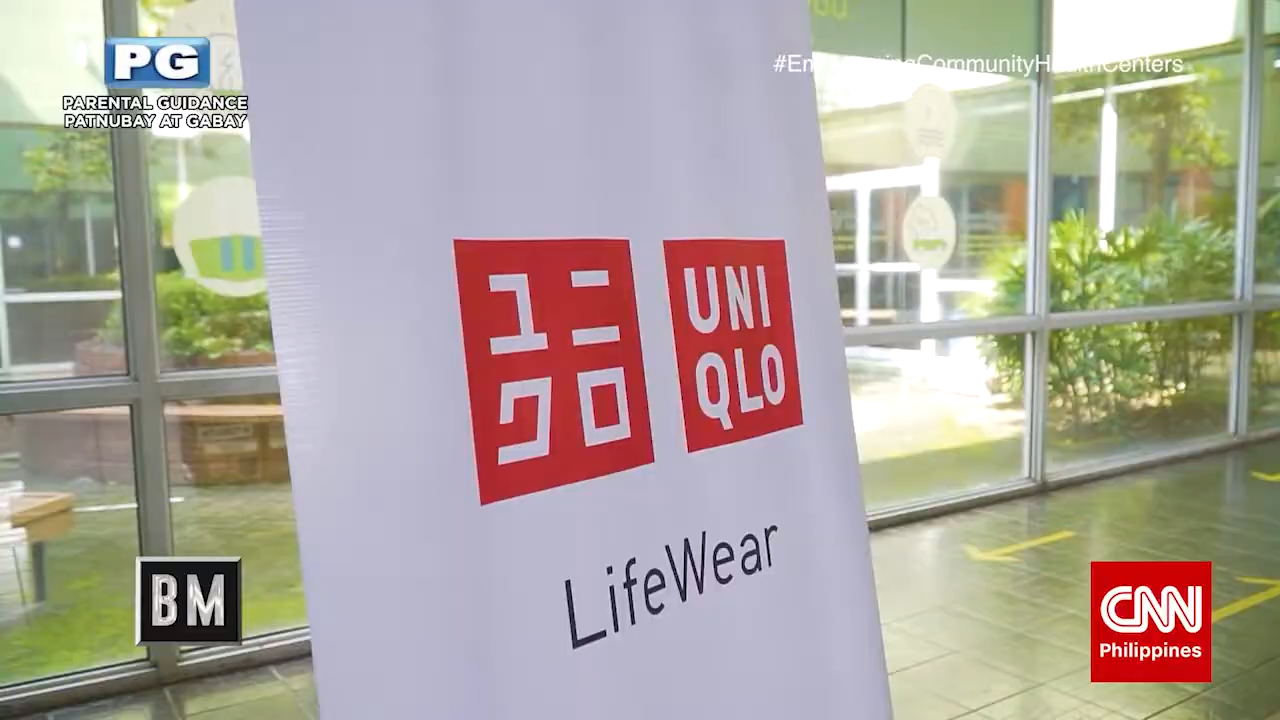 PG
PARENTAL GUIDANCE
PATNUBAY AT GABAY
ユニ
クロ
UNI
QLO
LifeWear
BM
CNN
Philippines